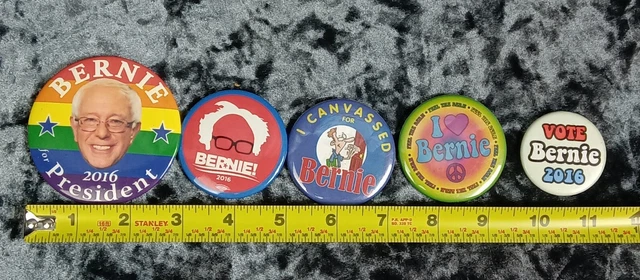 BERNIE
for
2016
President
BERNIE!
2016
I CANVASSED
FOR
Bernie
FEEL THE BERN
I
Bernie
VOTE
Bernie
2016
1 2 3 4 5 6 7 8 9 10 11
STANLEY